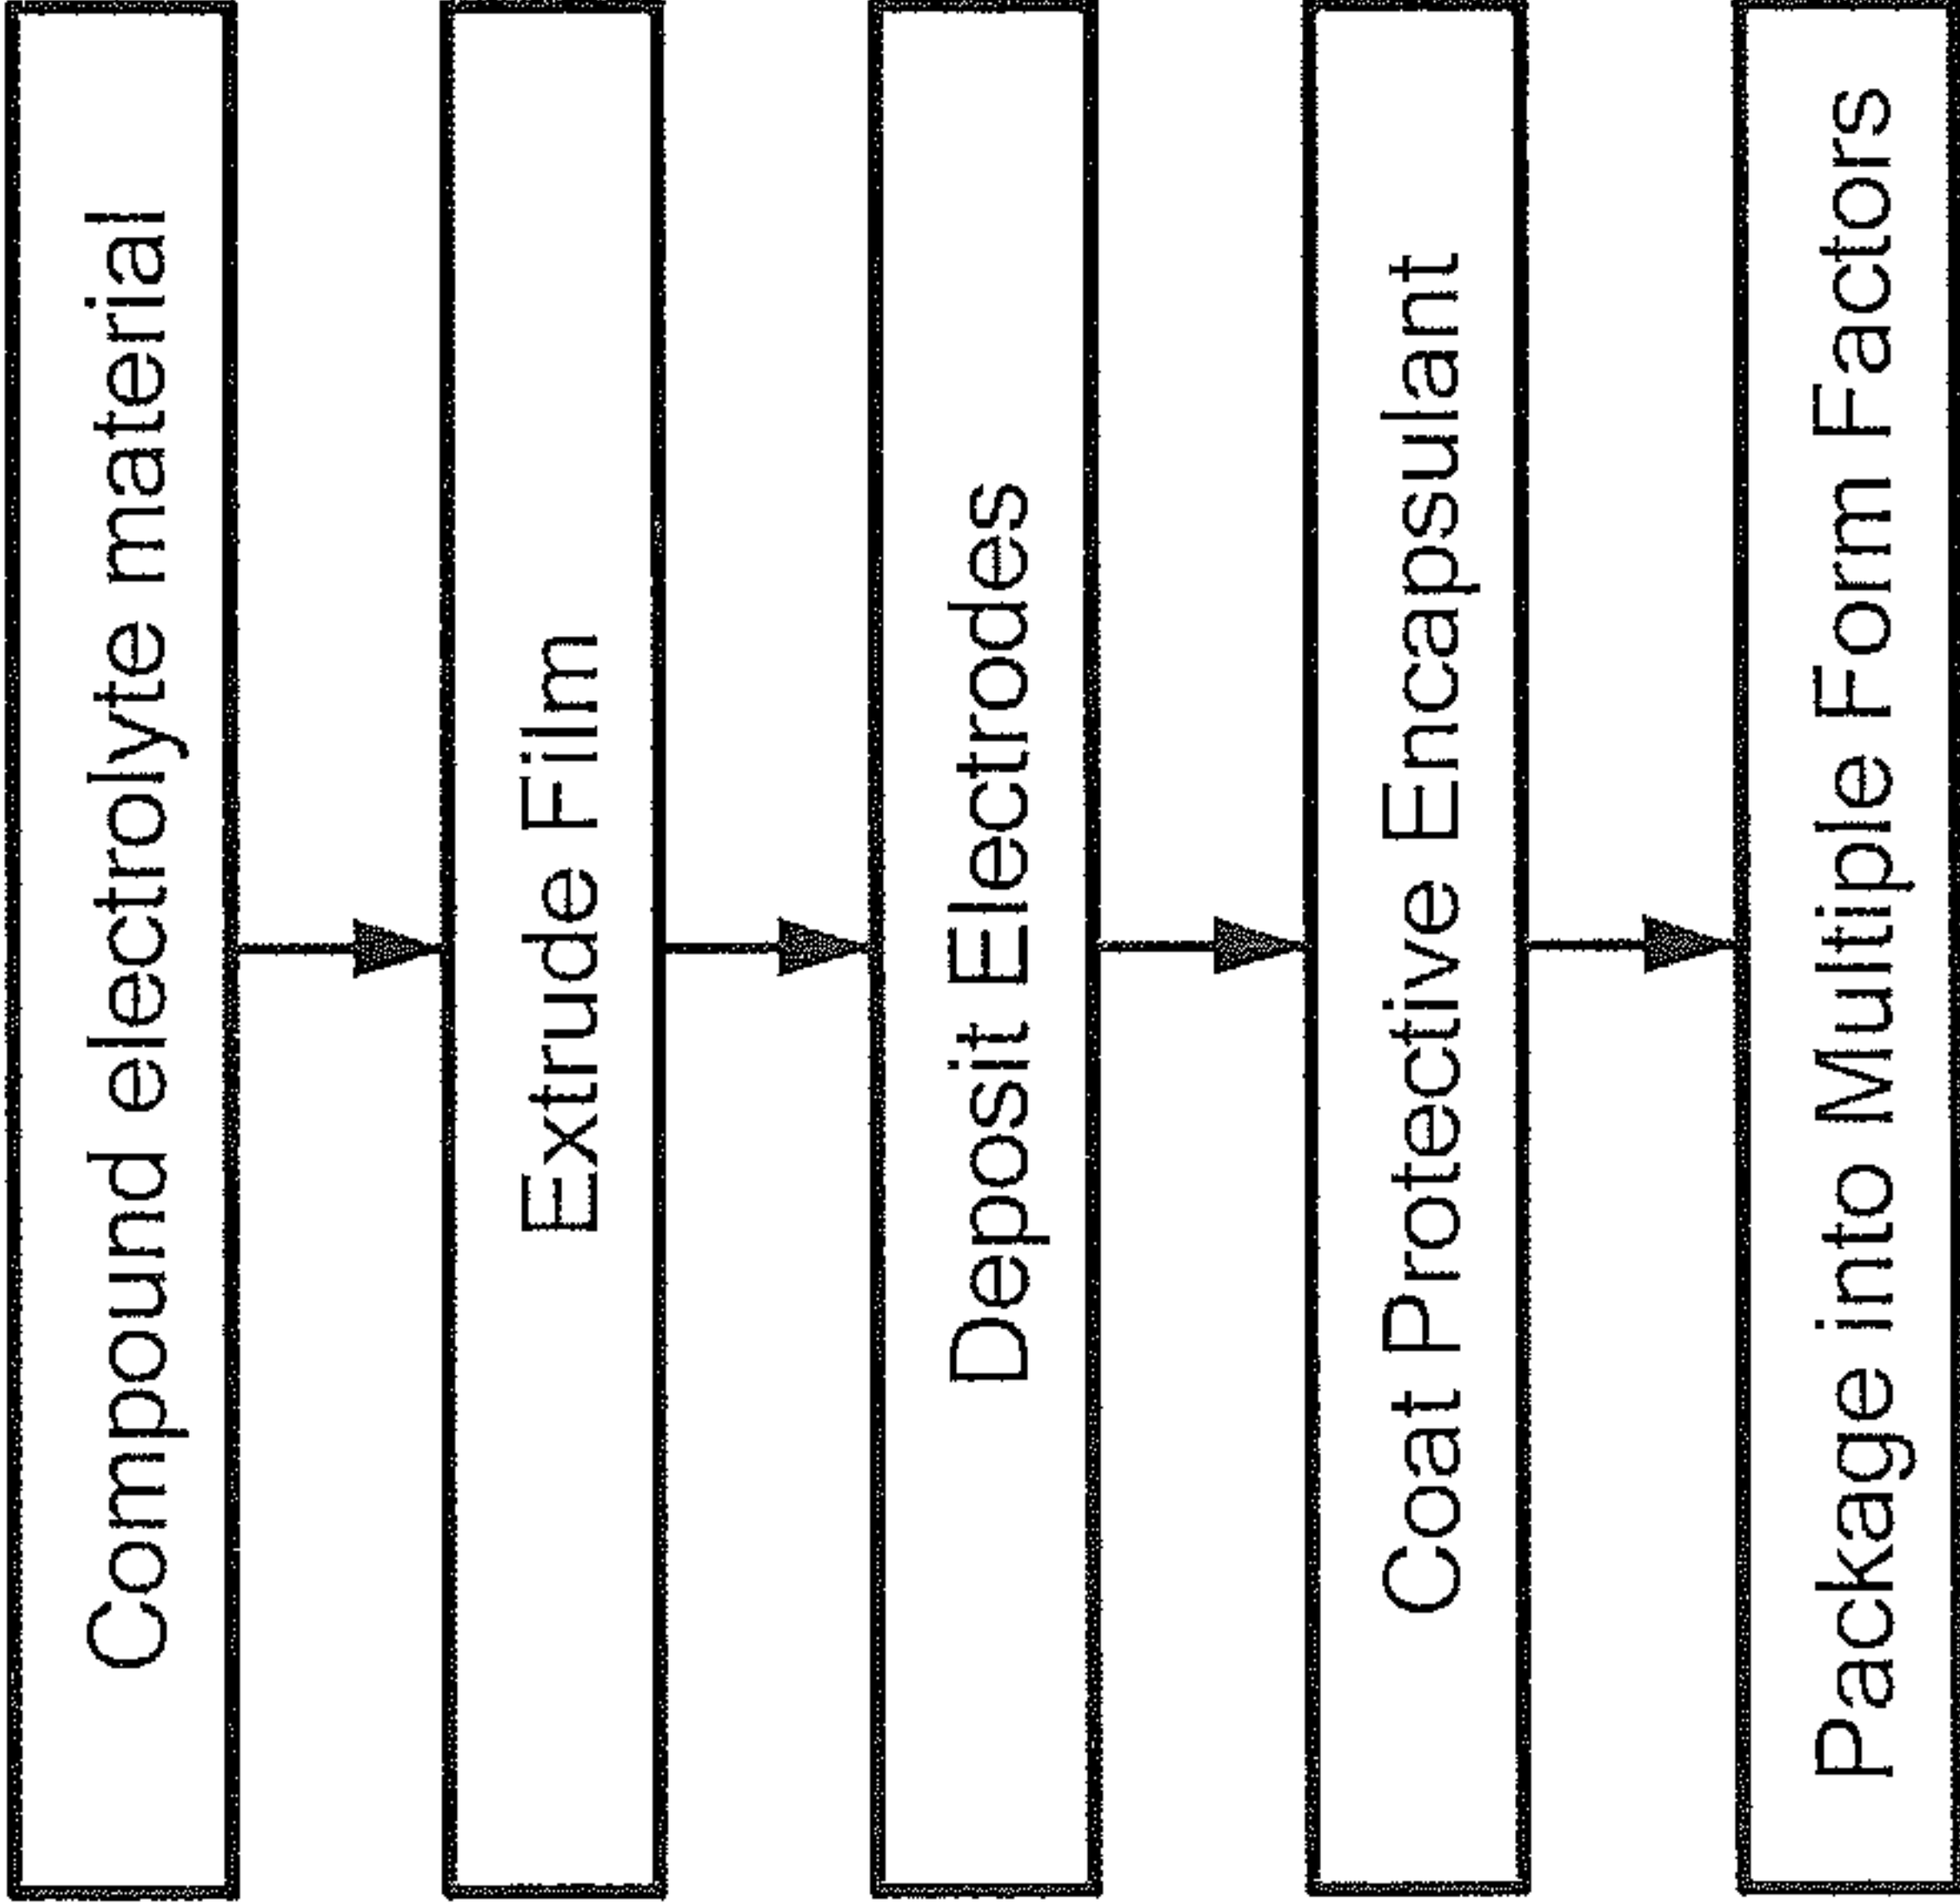 Compound electrolyte material
Extrude Film
Deposit Electrodes
Coat Protective Encapsulant
Package into Multiple Form Factors